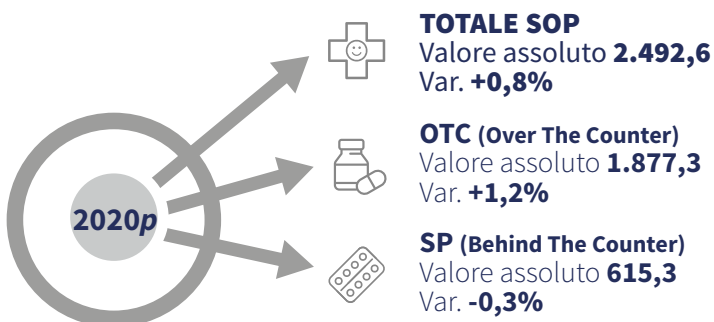 2020p
TOTALE SOP
Valore assoluto 2.492,6
Var. +0,8%
OTC (Over The Counter)
Valore assoluto 1.877,3
Var. +1,2%
SP (Behind The Counter)
Valore assoluto 615,3
Var. -0,3%